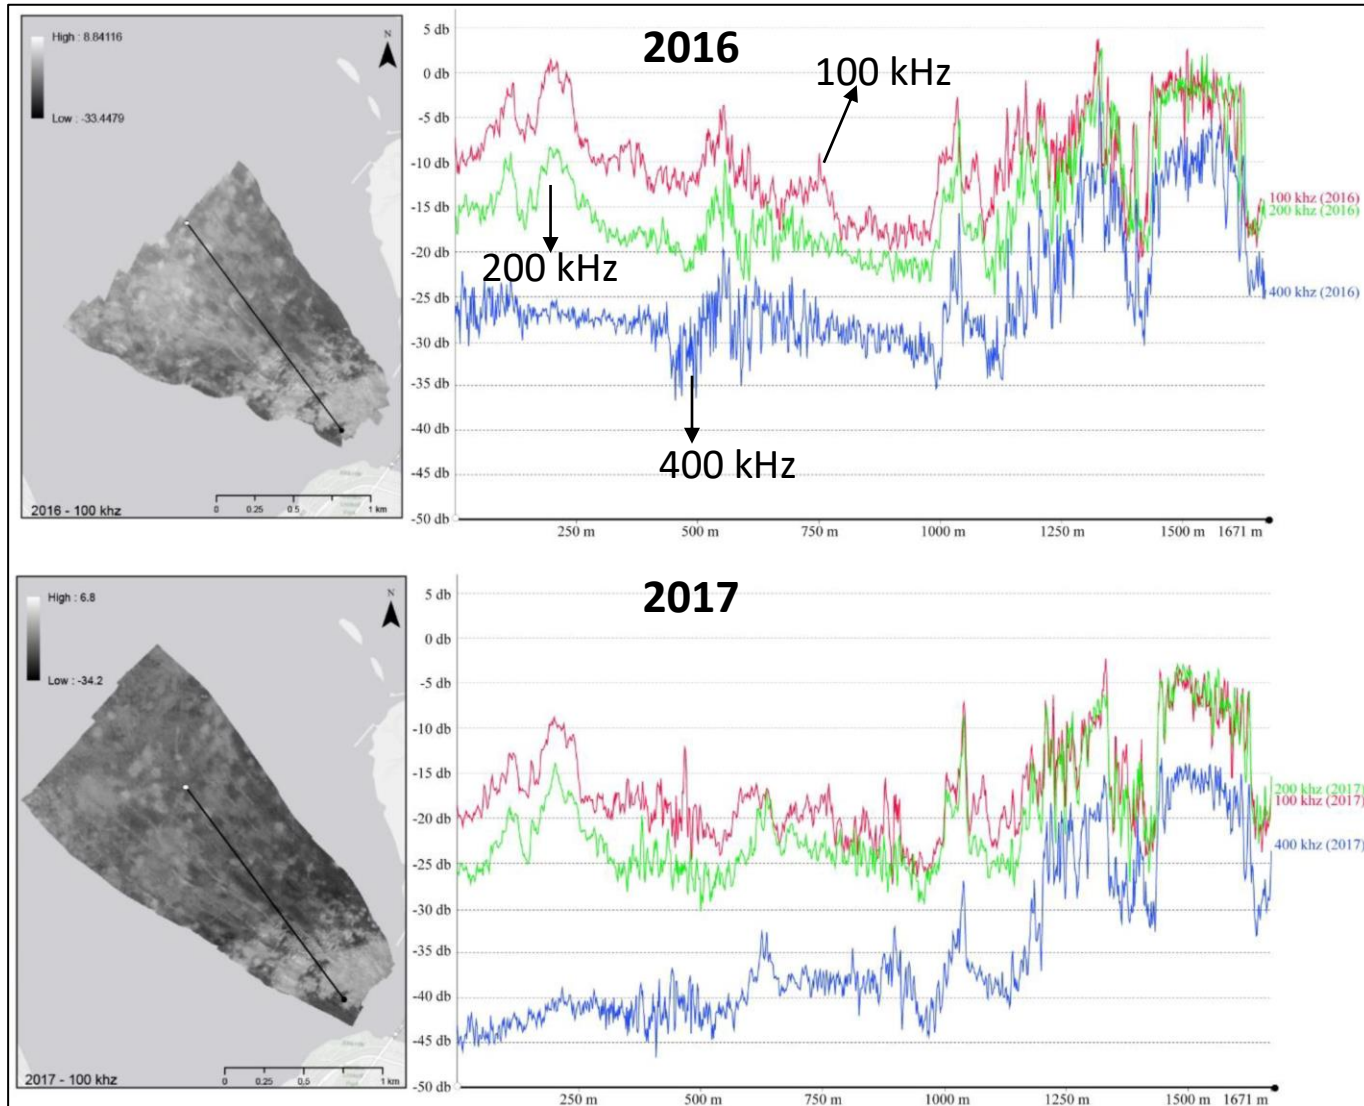 High : 8.84116
Low : -33.4479
N
0
0.25
0.5
1 km
2016 - 100 khz
2016
100 kHz
200 kHz
400 kHz
5 db
0 db
-5 db
-10 db
-15 db
-20 db
-25 db
-30 db
-35 db
-40 db
-45 db
-50 db
250 m
500 m
750 m
1000 m
1250 m
1500 m
1671 m
100 khz (2016)
200 khz (2016)
400 khz (2016)
High : 6.8
Low : -34.2
N
0
0.25
0.5
1 km
2017 - 100 khz
2017
5 db
0 db
-5 db
-10 db
-15 db
-20 db
-25 db
-30 db
-35 db
-40 db
-45 db
-50 db
250 m
500 m
750 m
1000 m
1250 m
1500 m
1671 m
200 khz (2017)
100 khz (2017)
400 khz (2017)